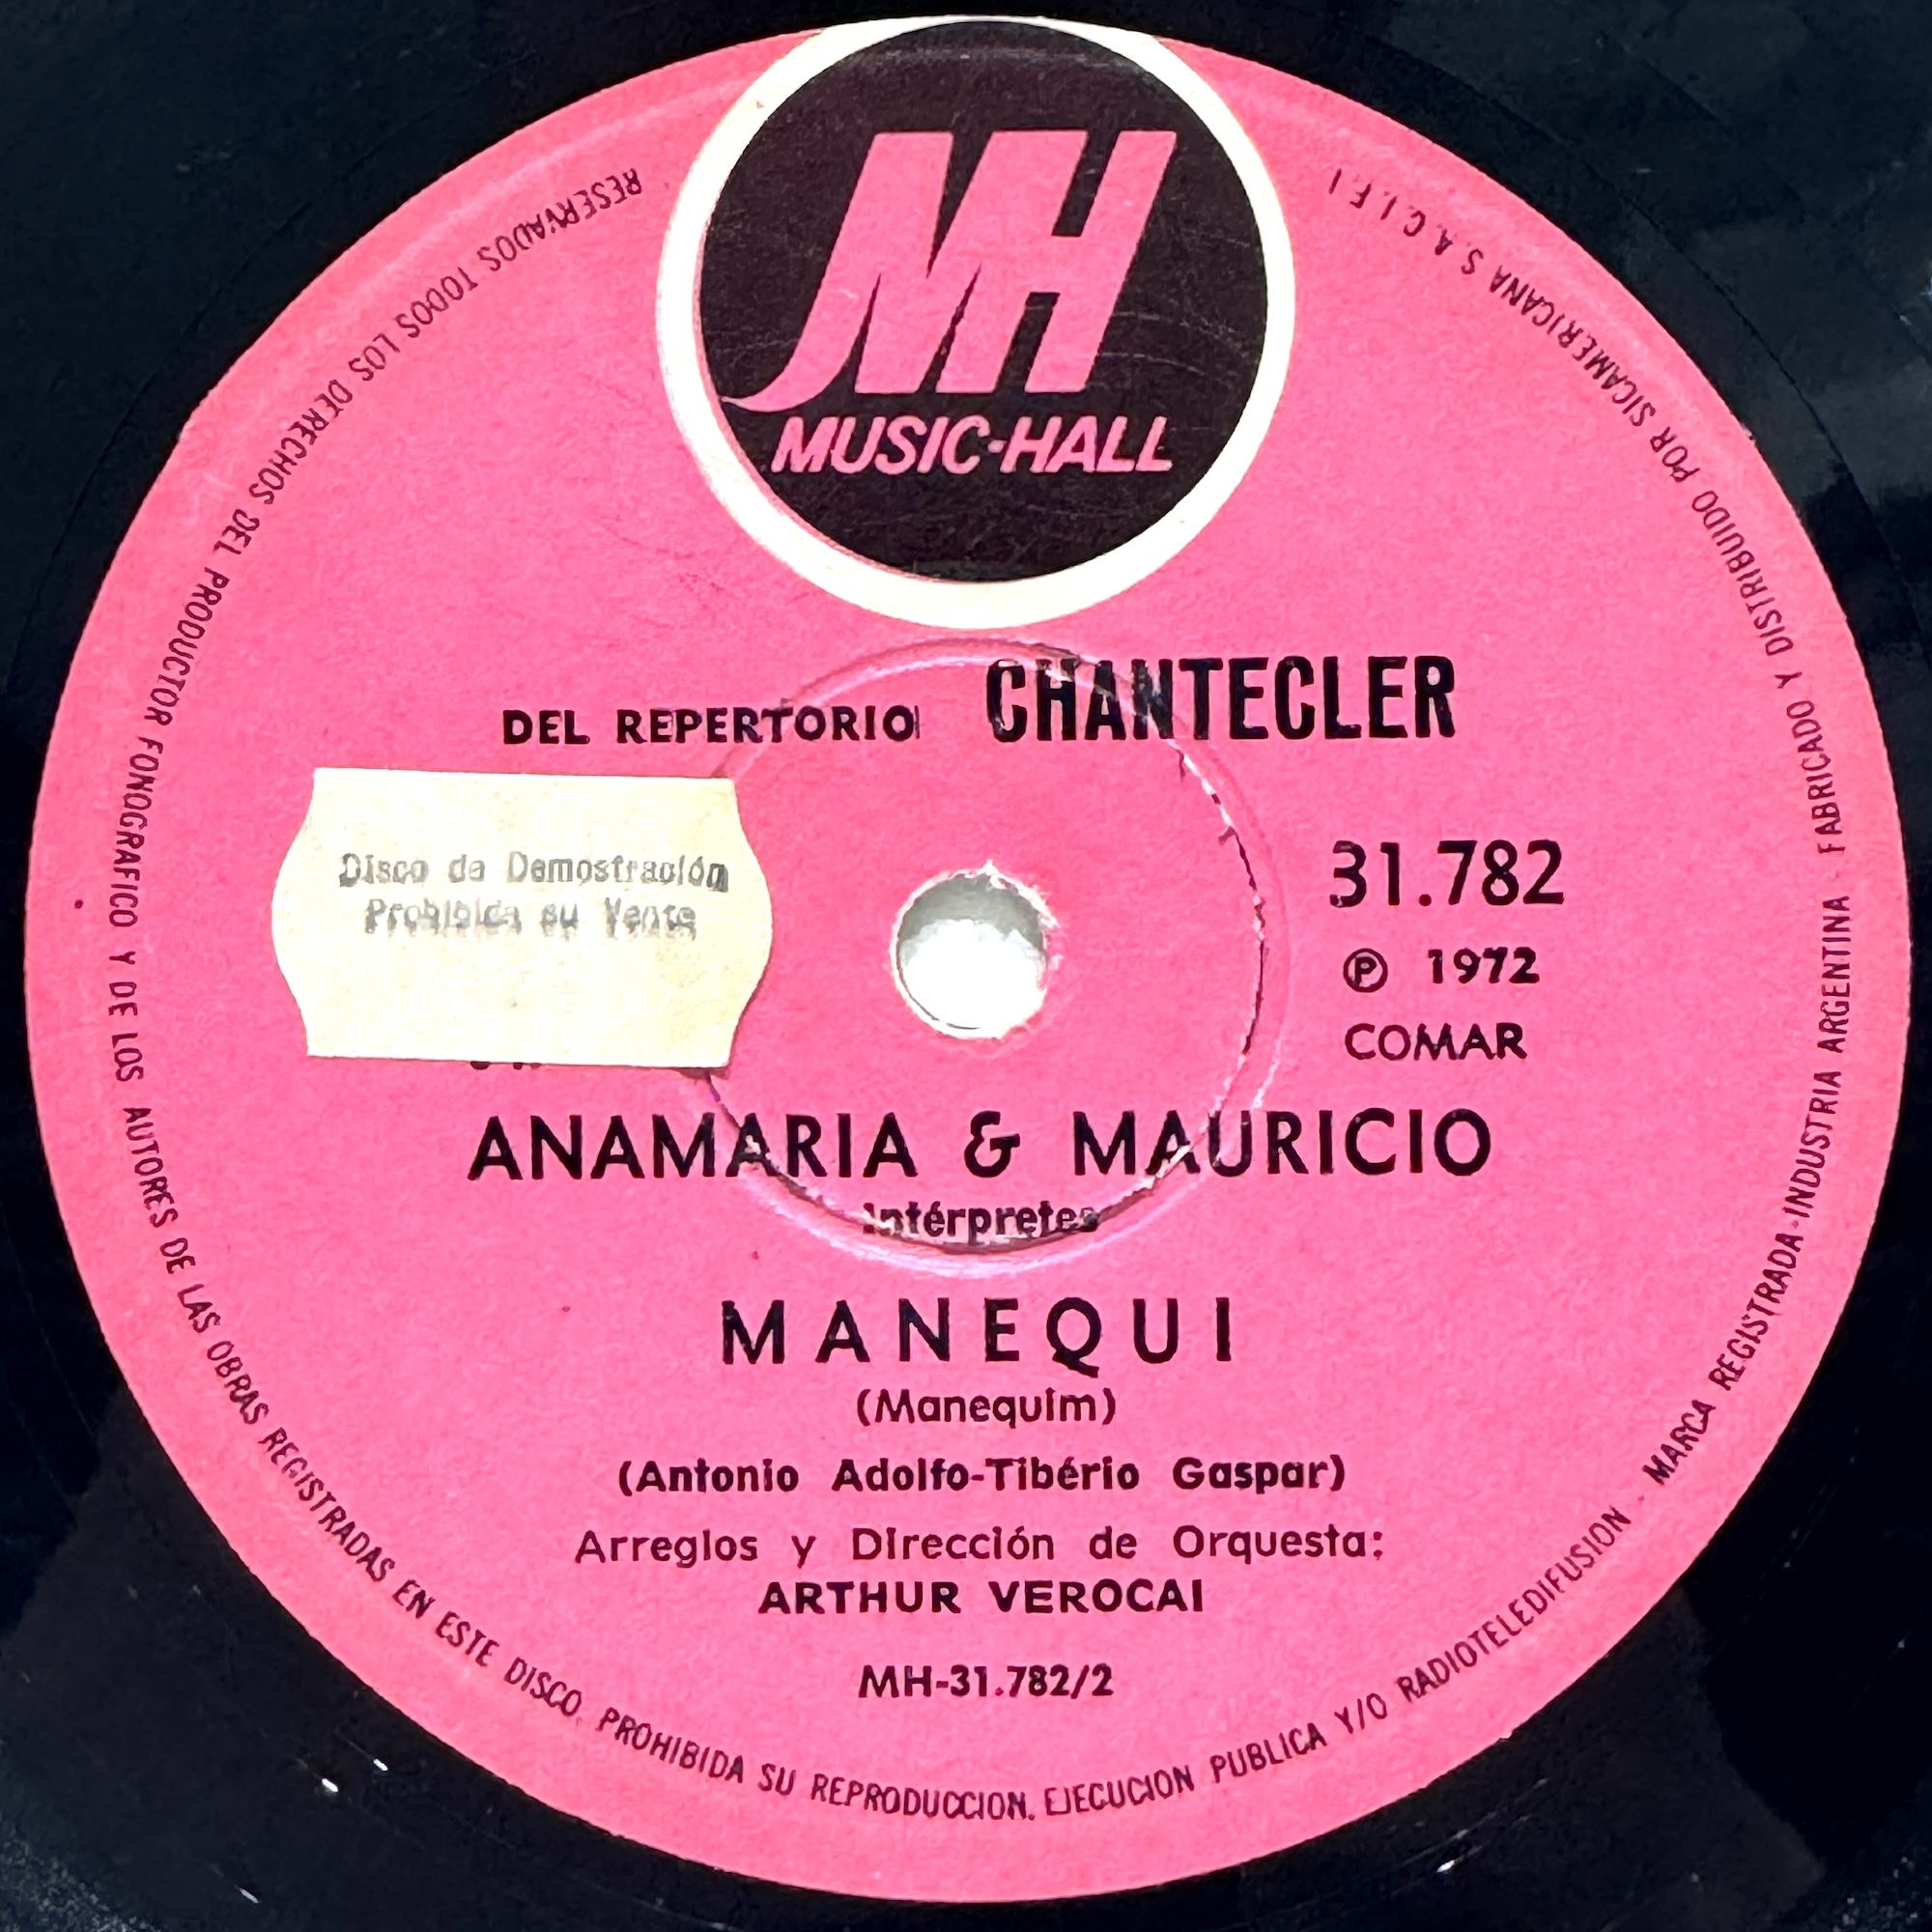 MH
MUSIC-HALL
DEL REPERTORIO CHANTECLER
Disco de Demostración
Prohibida su Venta
31.782
℗ 1972
COMAR
ANAMARIA & MAURICIO
Intérpretes
MANEQUI
(Manequim)
(Antonio Adolfo-Tibério Gaspar)
Arreglos y Dirección de Orquesta:
ARTHUR VEROCAI
MH-31.782/2
RESERVADOS TODOS LOS DERECHOS DEL PRODUCTOR FONOGRAFICO Y DE LOS AUTORES DE LAS OBRAS REGISTRADAS EN ESTE DISCO. PROHIBIDA SU REPRODUCCION, EJECUCION PUBLICA Y/O RADIOTELEDIFUSION - MARCA REGISTRADA-INDUSTRIA ARGENTINA - FABRICADO Y DISTRIBUIDO POR SICAMERICANA S.A.C.I.F.I